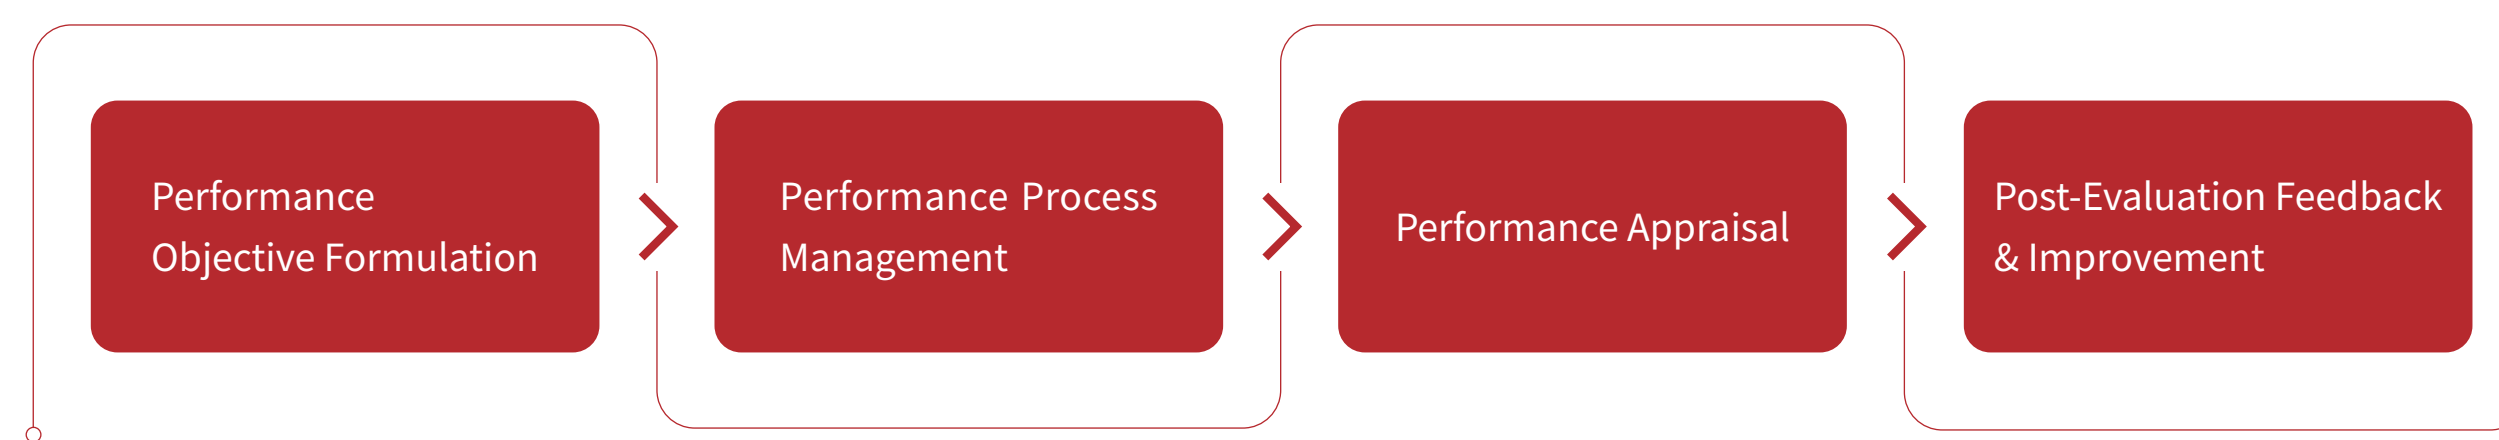 Performance
Objective Formulation
Performance Process
Management
Performance Appraisal
Post-Evaluation Feedback
& Improvement